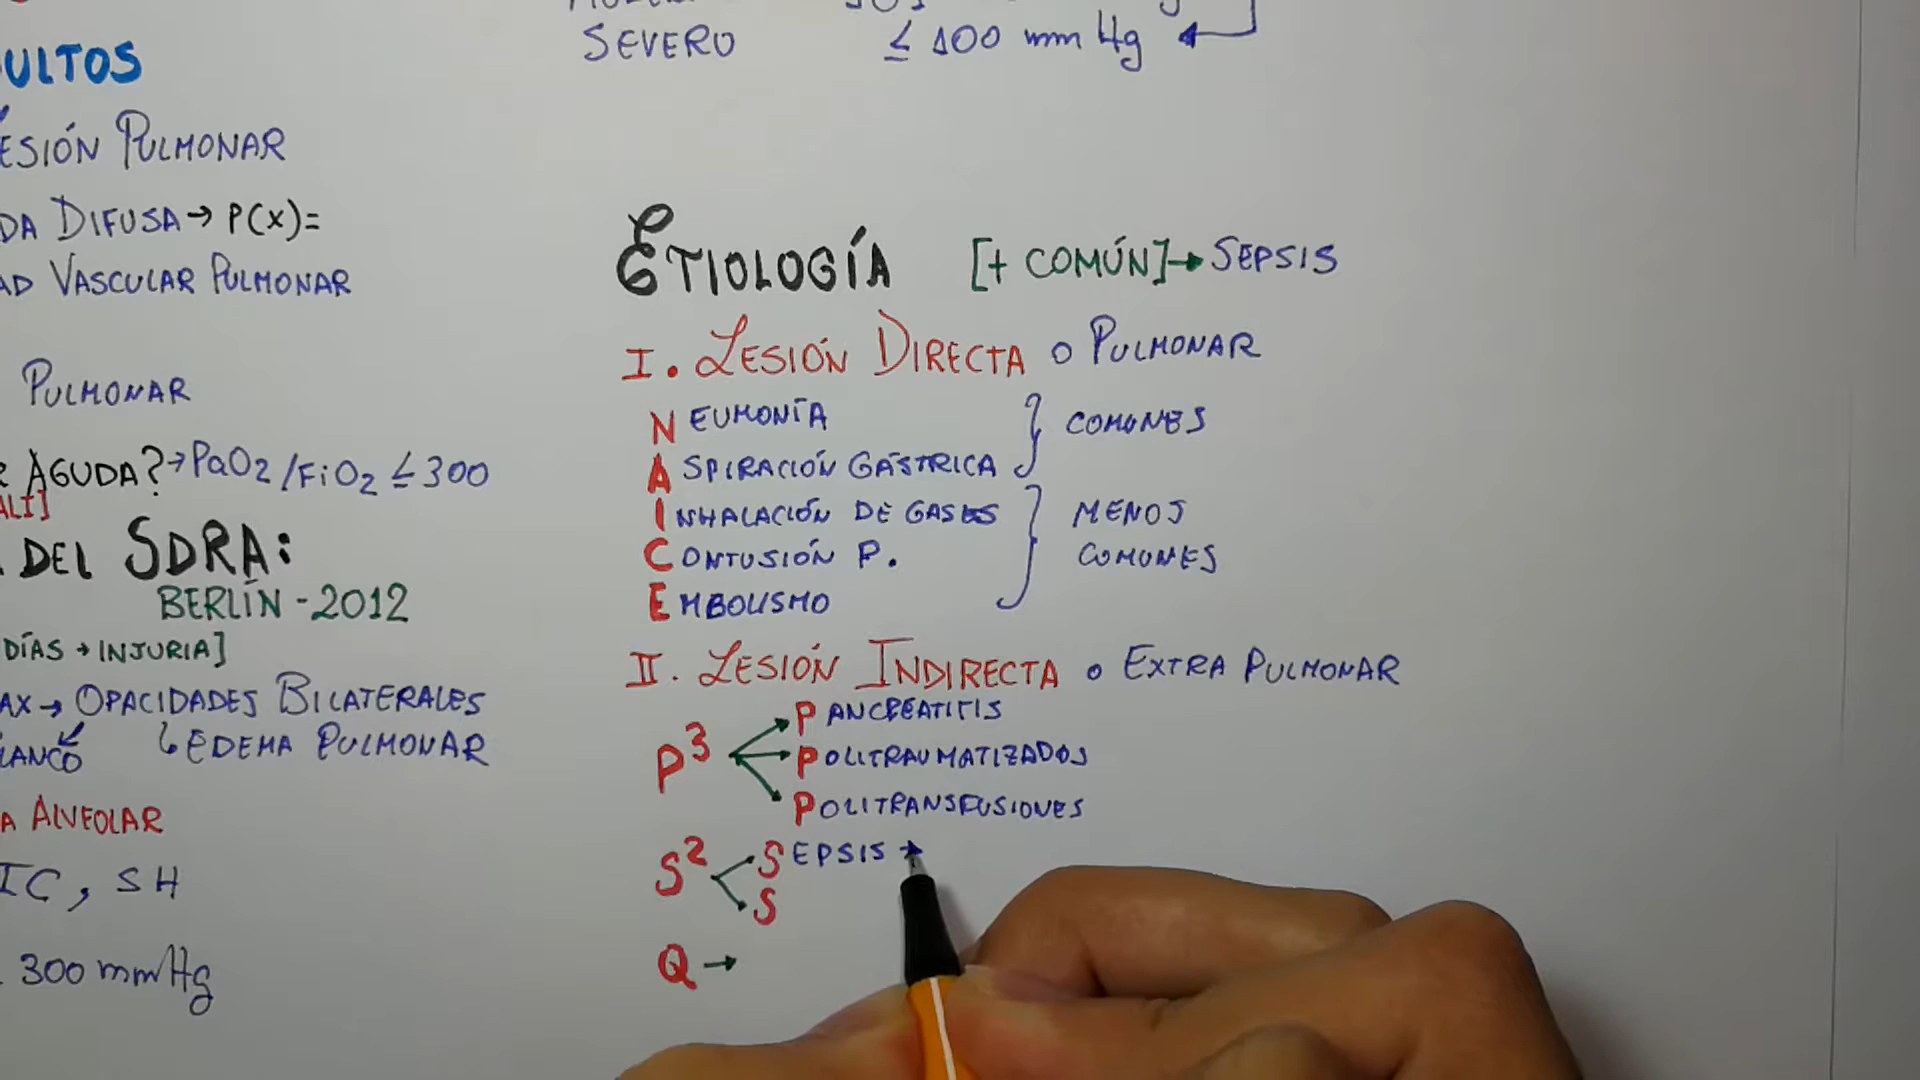 SEVERO ≤ 100 mm Hg
ULTOS
ESIÓN PULMONAR
DA DIFUSA → P(X)=
AD VASCULAR PULMONAR
PULMONAR
AGUDA? → PaO2/FiO2 ≤ 300
ALI]
DEL SDRA:
BERLÍN - 2012
DÍAS → INJURIA]
AX → OPACIDADES BILATERALES
LANCO ↳ EDEMA PULMONAR
A ALVEOLAR
IC, SH
300 mmHg
ETIOLOGÍA [+ COMÚN] → SEPSIS
I. LESIÓN DIRECTA O PULMONAR
NEUMONÍA
ASPIRACIÓN GÁSTRICA } COMUNES
INHALACIÓN DE GASES
CONTUSIÓN P.
EMBOLISMO } MENOS
COMUNES
II. LESIÓN INDIRECTA O EXTRA PULMONAR
P³
PANCREATITIS
POLITRAUMATIZADOS
POLITRANSFUSIONES
S²
SEPSIS →
S
Q →